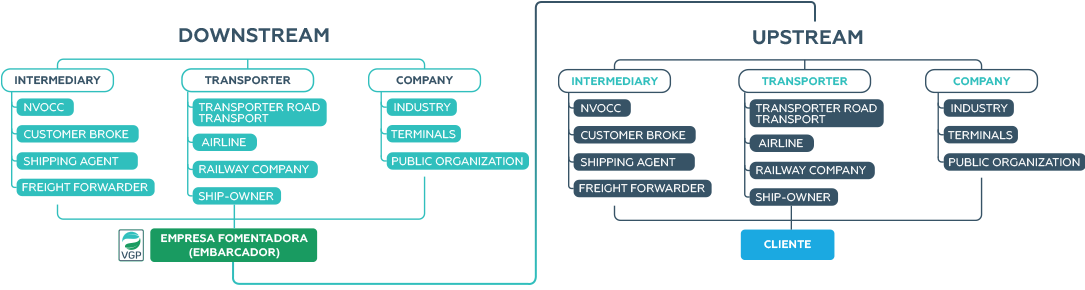 DOWNSTREAM
INTERMEDIARY
NVOCC
CUSTOMER BROKE
SHIPPING AGENT
FREIGHT FORWARDER
TRANSPORTER
TRANSPORTER ROAD
TRANSPORT
AIRLINE
RAILWAY COMPANY
SHIP-OWNER
COMPANY
INDUSTRY
TERMINALS
PUBLIC ORGANIZATION
VGP
EMPRESA FOMENTADORA
(EMBARCADOR)
UPSTREAM
INTERMEDIARY
NVOCC
CUSTOMER BROKE
SHIPPING AGENT
FREIGHT FORWARDER
TRANSPORTER
TRANSPORTER ROAD
TRANSPORT
AIRLINE
RAILWAY COMPANY
SHIP-OWNER
COMPANY
INDUSTRY
TERMINALS
PUBLIC ORGANIZATION
CLIENTE